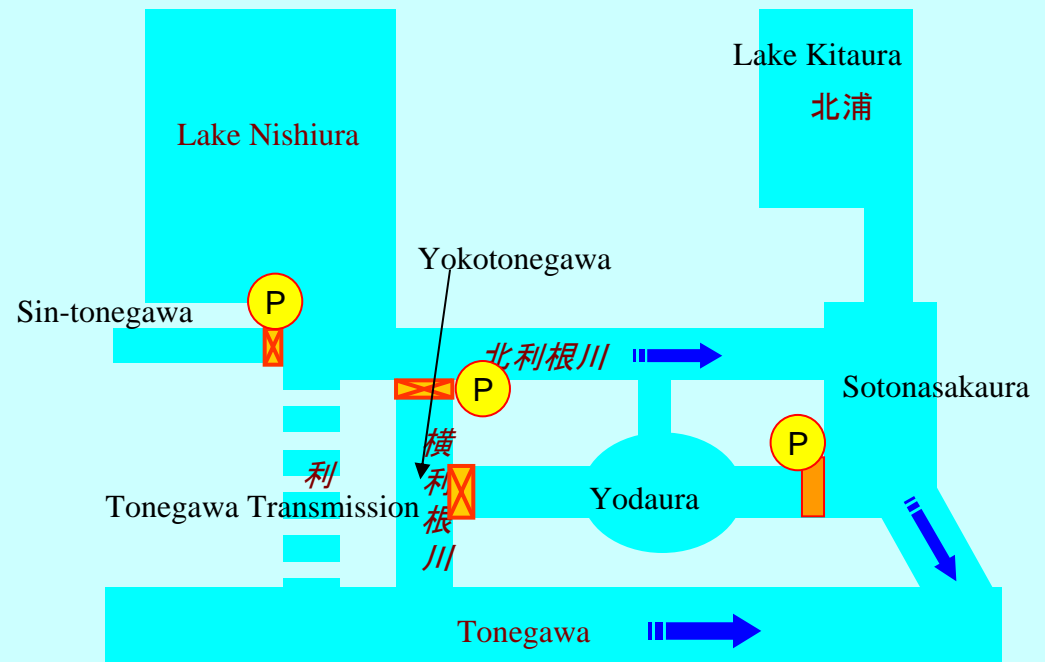 Lake Kitaura
北浦
Lake Nishiura
Yokotonegawa
P
Sin-tonegawa
北利根川
P
Sotonasakaura
P
横利根川
利
Tonegawa Transmission
Yodaura
Tonegawa